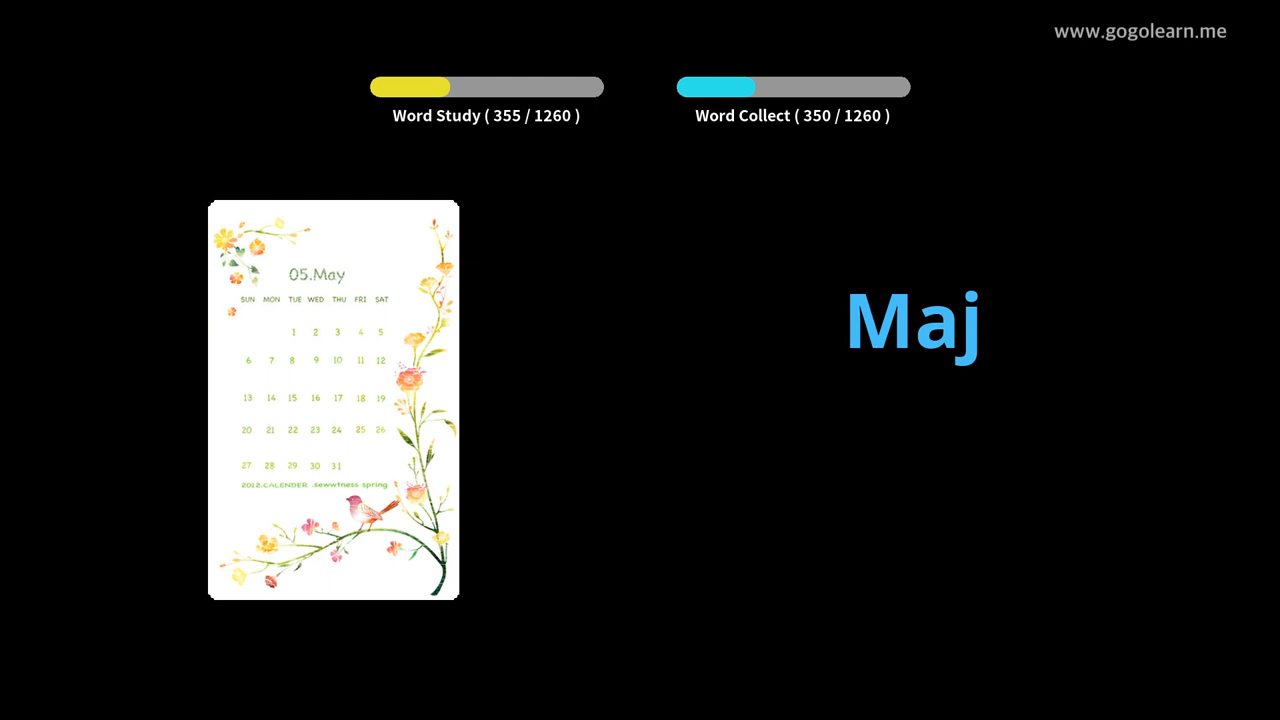 www.gogolearn.me
Word Study ( 355 / 1260 )
Word Collect ( 350 / 1260 )
05.May
SUN MON TUE WED THU FRI SAT
1 2 3 4 5
6 7 8 9 10 11 12
13 14 15 16 17 18 19
20 21 22 23 24 25 26
27 28 29 30 31
2012.CALENDER .sewwtness spring
Maj